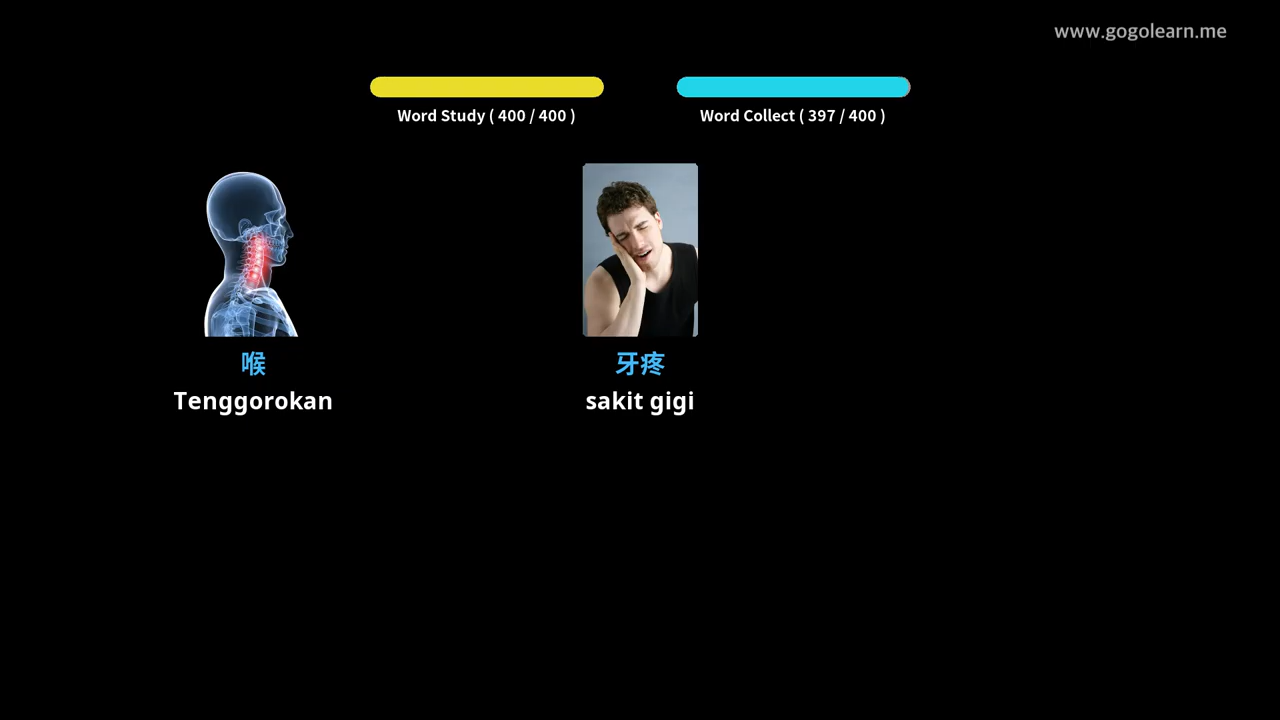 www.gogolearn.me
Word Study ( 400 / 400 )
Word Collect ( 397 / 400 )
喉
Tenggorokan
牙疼
sakit gigi